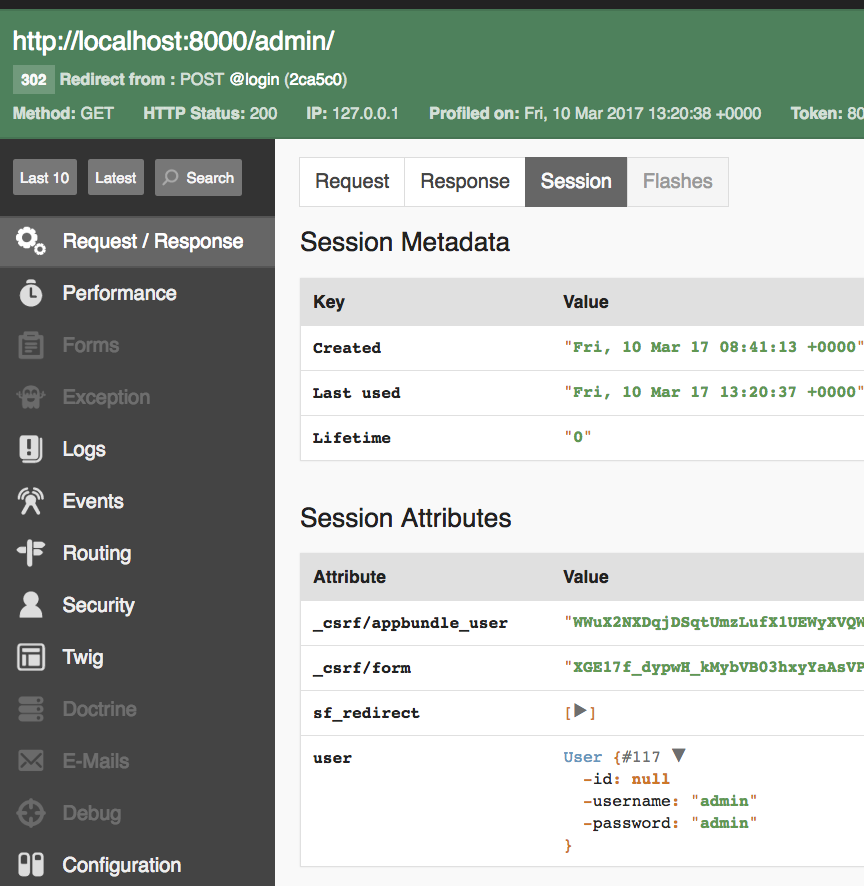 http://localhost:8000/admin/
302 Redirect from : POST @login (2ca5c0)
Method: GET HTTP Status: 200 IP: 127.0.0.1 Profiled on: Fri, 10 Mar 2017 13:20:38 +0000 Token: 80
Last 10 Latest Search
Request / Response
Performance
Forms
Exception
Logs
Events
Routing
Security
Twig
Doctrine
E-Mails
Debug
Configuration
Request Response Session Flashes
Session Metadata
Key Value
Created "Fri, 10 Mar 17 08:41:13 +0000"
Last used "Fri, 10 Mar 17 13:20:37 +0000"
Lifetime "0"
Session Attributes
Attribute Value
_csrf/appbundle_user "WWuX2NXDqjDSqtUmzLufX1UEWyXVQW
_csrf/form "XGE17f_dypwH_kMybVB03hxyYaAsVP
sf_redirect [▶]
user User {#117 ▼
-id: null
-username: "admin"
-password: "admin"
}